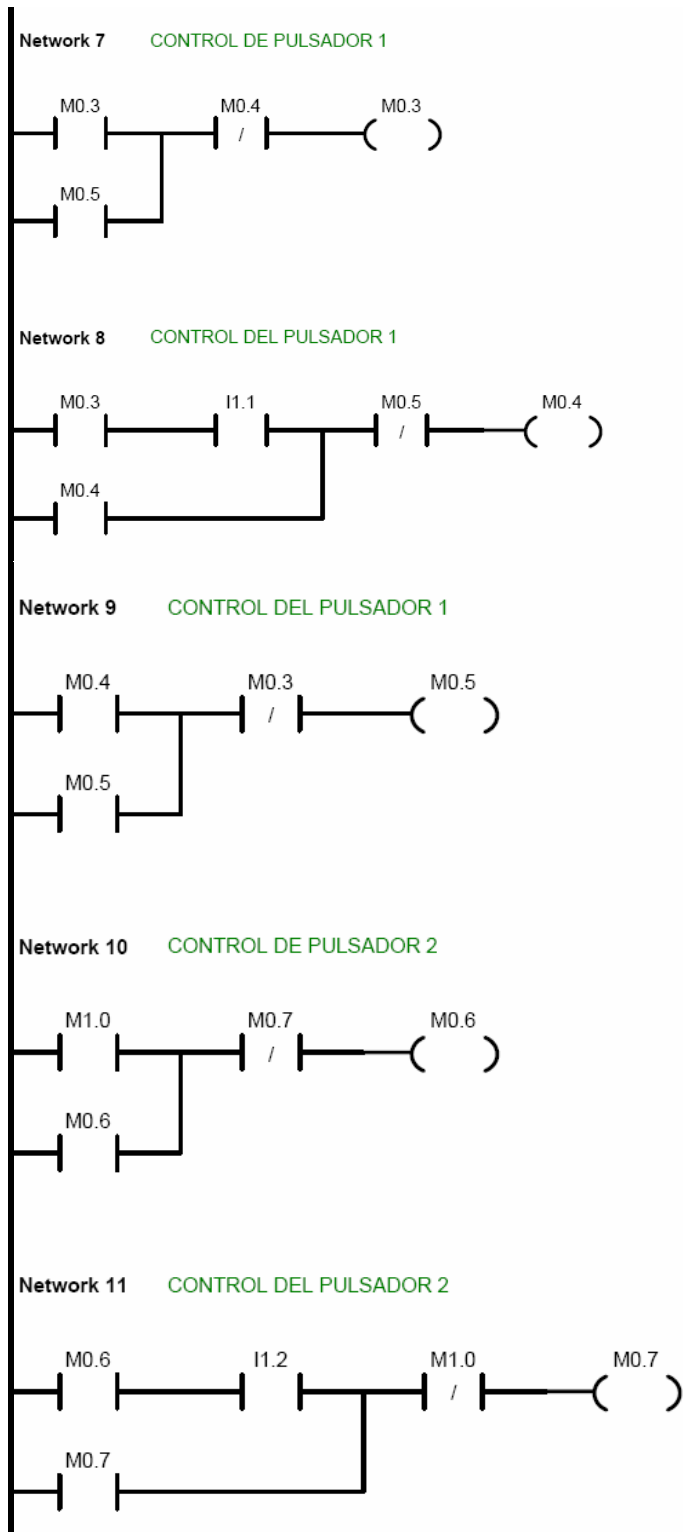 Network 7 CONTROL DE PULSADOR 1
M0.3 M0.4 M0.3
/
M0.5
Network 8 CONTROL DEL PULSADOR 1
M0.3 I1.1 M0.5 M0.4
/
M0.4
Network 9 CONTROL DEL PULSADOR 1
M0.4 M0.3 M0.5
/
M0.5
Network 10 CONTROL DE PULSADOR 2
M1.0 M0.7 M0.6
/
M0.6
Network 11 CONTROL DEL PULSADOR 2
M0.6 I1.2 M1.0 M0.7
/
M0.7